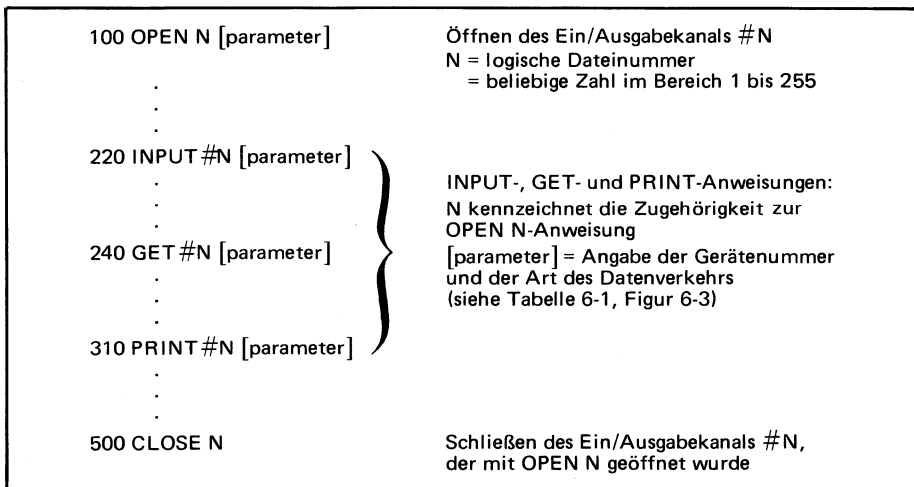 100 OPEN N [parameter] Öffnen des Ein/Ausgabekanals #N
N = logische Dateinummer
= beliebige Zahl im Bereich 1 bis 255
.
.
.
220 INPUT #N [parameter]
.
.
240 GET #N [parameter]
.
.
.
310 PRINT #N [parameter]
INPUT-, GET- und PRINT-Anweisungen:
N kennzeichnet die Zugehörigkeit zur
OPEN N-Anweisung
[parameter] = Angabe der Gerätenummer
und der Art des Datenverkehrs
(siehe Tabelle 6-1, Figur 6-3)
.
.
.
500 CLOSE N Schließen des Ein/Ausgabekanals #N,
der mit OPEN N geöffnet wurde